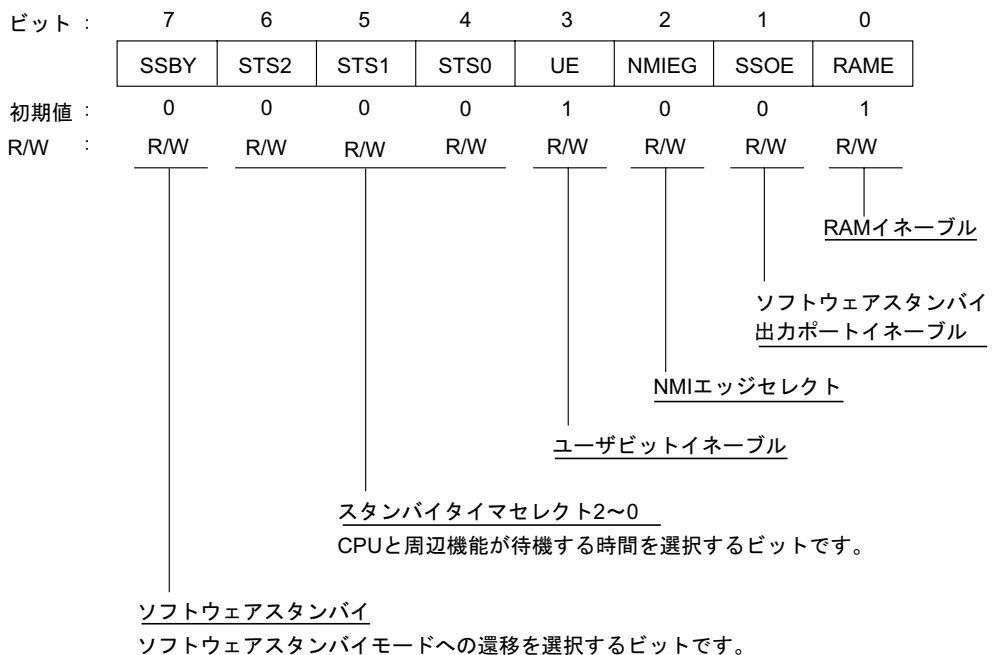 ビット : 7 6 5 4 3 2 1 0
SSBY STS2 STS1 STS0 UE NMIEG SSOE RAME
初期値 : 0 0 0 0 1 0 0 1
R/W : R/W R/W R/W R/W R/W R/W R/W R/W
RAMイネーブル
ソフトウェアスタンバイ
出力ポートイネーブル
NMIエッジセレクト
ユーザビットイネーブル
スタンバイタイマセレクト2～0
CPUと周辺機能が待機する時間を選択するビットです。
ソフトウェアスタンバイ
ソフトウェアスタンバイモードへの還移を選択するビットです。